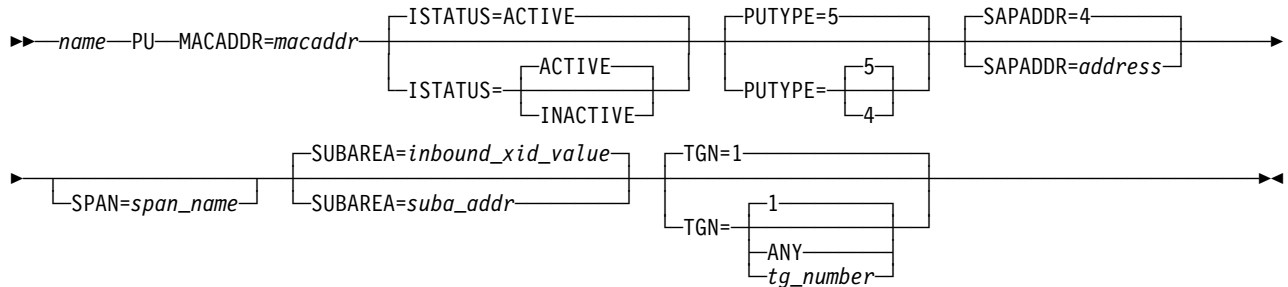 ISTATUS=ACTIVE PUTYPE=5 SAPADDR=4
name PU MACADDR=macaddr
ISTATUS= ACTIVE PUTYPE= 5 SAPADDR=address
INACTIVE 4
SUBAREA=inbound_xid_value TGN=1
SPAN=span_name SUBAREA=suba_addr
TGN= 1
ANY
tg_number